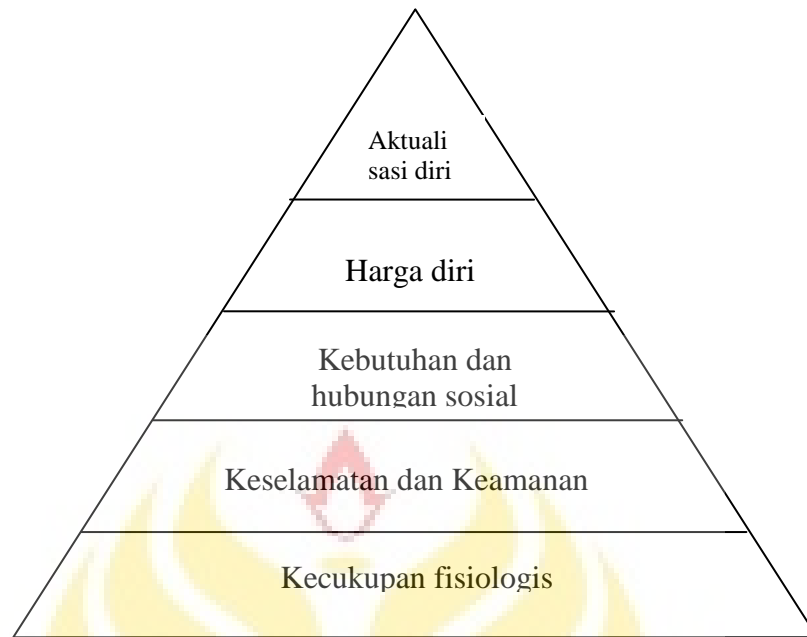 Aktuali
sasi diri
Harga diri
Kebutuhan dan
hubungan sosial
Keselamatan dan Keamanan
Kecukupan fisiologis